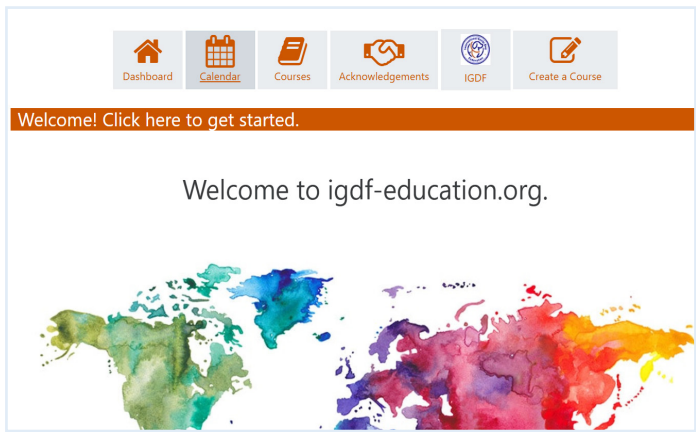 Dashboard
Calendar
Courses
Acknowledgements
IGDF
Create a Course
Welcome! Click here to get started.
Welcome to igdf-education.org.